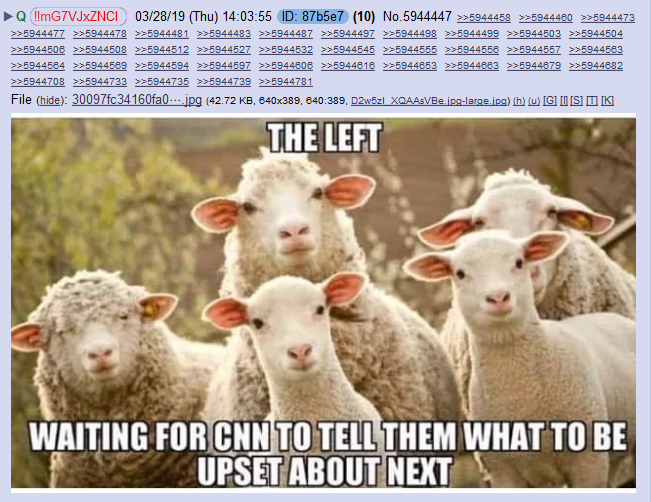 Q !!mG7VJxZNCI 03/28/19 (Thu) 14:03:55 ID: 87b5e7 (10) No.5944447 >>5944458 >>5944460 >>5944473
>>5944477 >>5944478 >>5944481 >>5944483 >>5944487 >>5944497 >>5944498 >>5944499 >>5944503 >>5944504
>>5944506 >>5944508 >>5944512 >>5944527 >>5944532 >>5944545 >>5944555 >>5944556 >>5944557 >>5944563
>>5944564 >>5944569 >>5944594 >>5944597 >>5944606 >>5944616 >>5944653 >>5944663 >>5944679 >>5944682
>>5944708 >>5944733 >>5944735 >>5944739 >>5944781
File (hide): 30097fc34160fa0⋯.jpg (42.72 KB, 640x389, 640:389, D2w5zI_XQAAsVBe.jpg-large.jpg) (h) (u) [G] [I] [S] [T] [K]
THE LEFT
WAITING FOR CNN TO TELL THEM WHAT TO BE
UPSET ABOUT NEXT